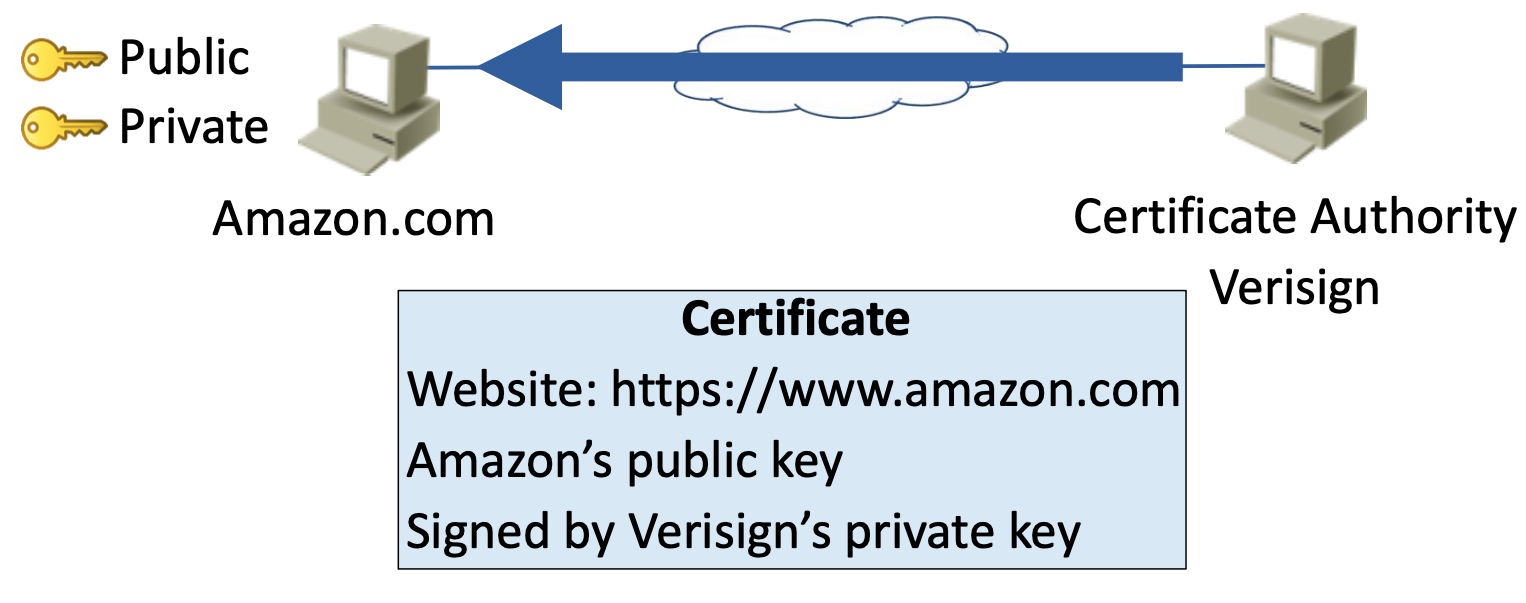 Public
Private
Amazon.com
Certificate Authority
Verisign
Certificate
Website: https://www.amazon.com
Amazon’s public key
Signed by Verisign’s private key